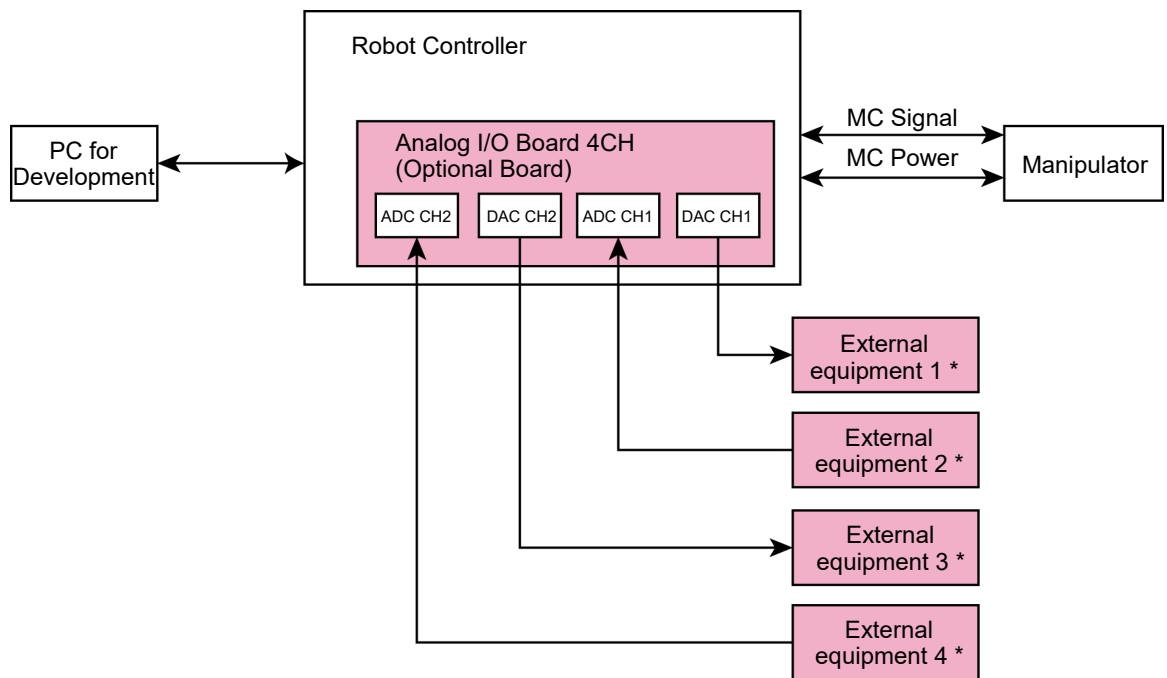 Robot Controller
PC for
Development
Analog I/O Board 4CH
(Optional Board)
ADC CH2
DAC CH2
ADC CH1
DAC CH1
MC Signal
MC Power
Manipulator
External
equipment 1 *
External
equipment 2 *
External
equipment 3 *
External
equipment 4 *